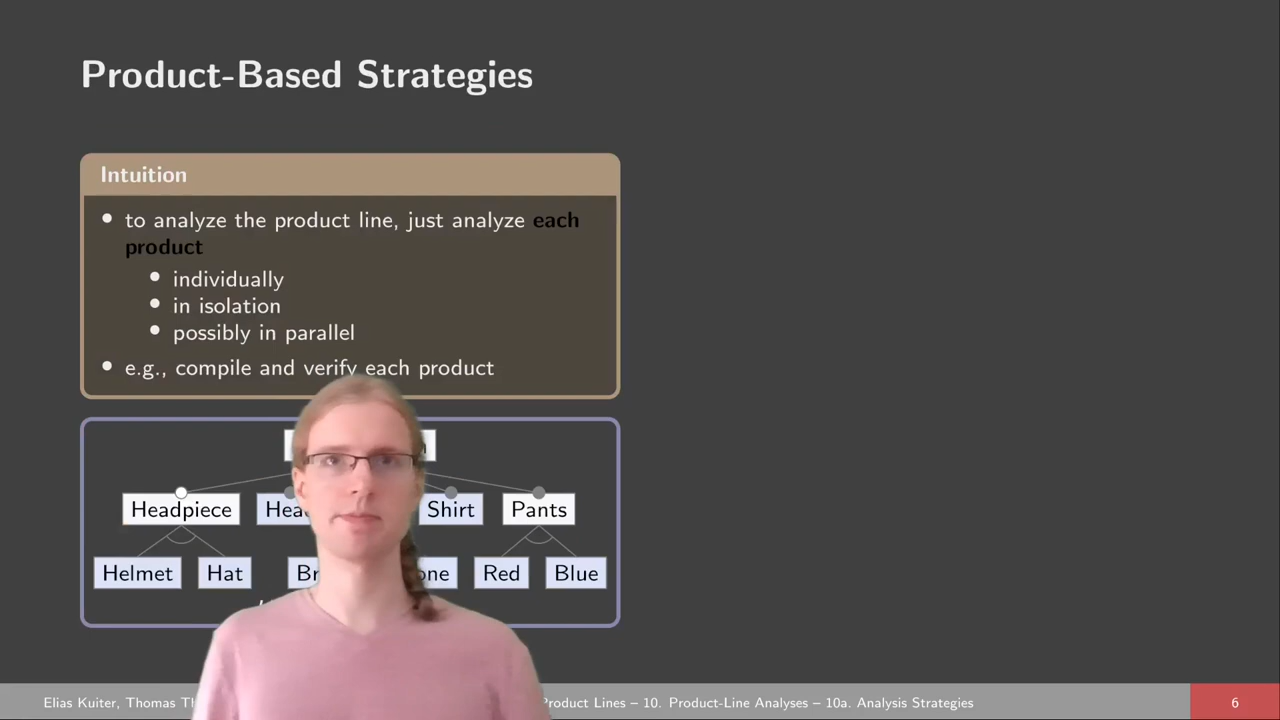 Product-Based Strategies
Intuition
• to analyze the product line, just analyze each
product
• individually
• in isolation
• possibly in parallel
• e.g., compile and verify each product
Headpiece Shirt Pants
Helmet Hat Red Blue
Elias Kuiter, Thomas Product Lines – 10. Product-Line Analyses – 10a. Analysis Strategies 6